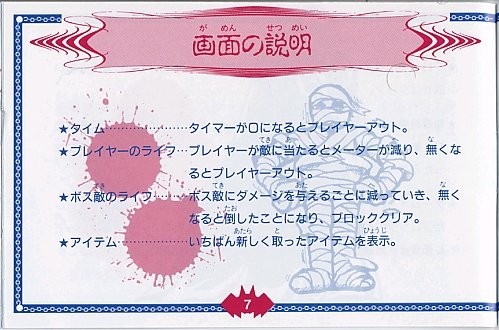 画面の説明
★タイム………………タイマーが0になるとプレイヤーアウト。
★プレイヤーのライフ…プレイヤーが敵に当たるとメーターが減り、無くな
るとプレイヤーアウト。
★ボス敵のライフ………ボス敵にダメージを与えるごとに減っていき、無く
なると倒したことになり、ブロッククリア。
★アイテム……………いちばん新しく取ったアイテムを表示。
7